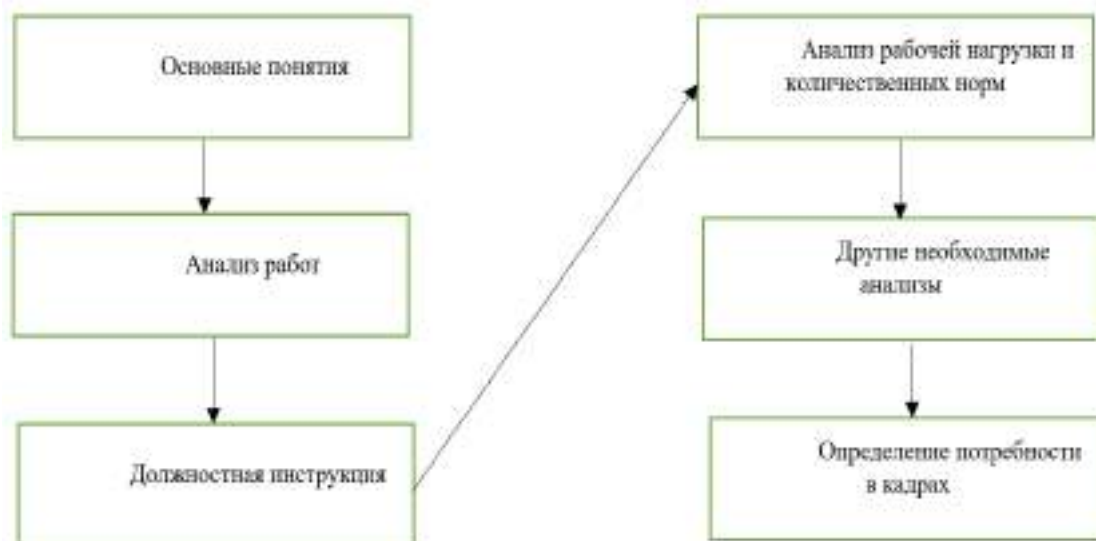 Основные понятия
Анализ работ
Должностная инструкция
Анализ рабочей нагрузки и
количественных норм
Другие необходимые
анализы
Определение потребности
в кадрах